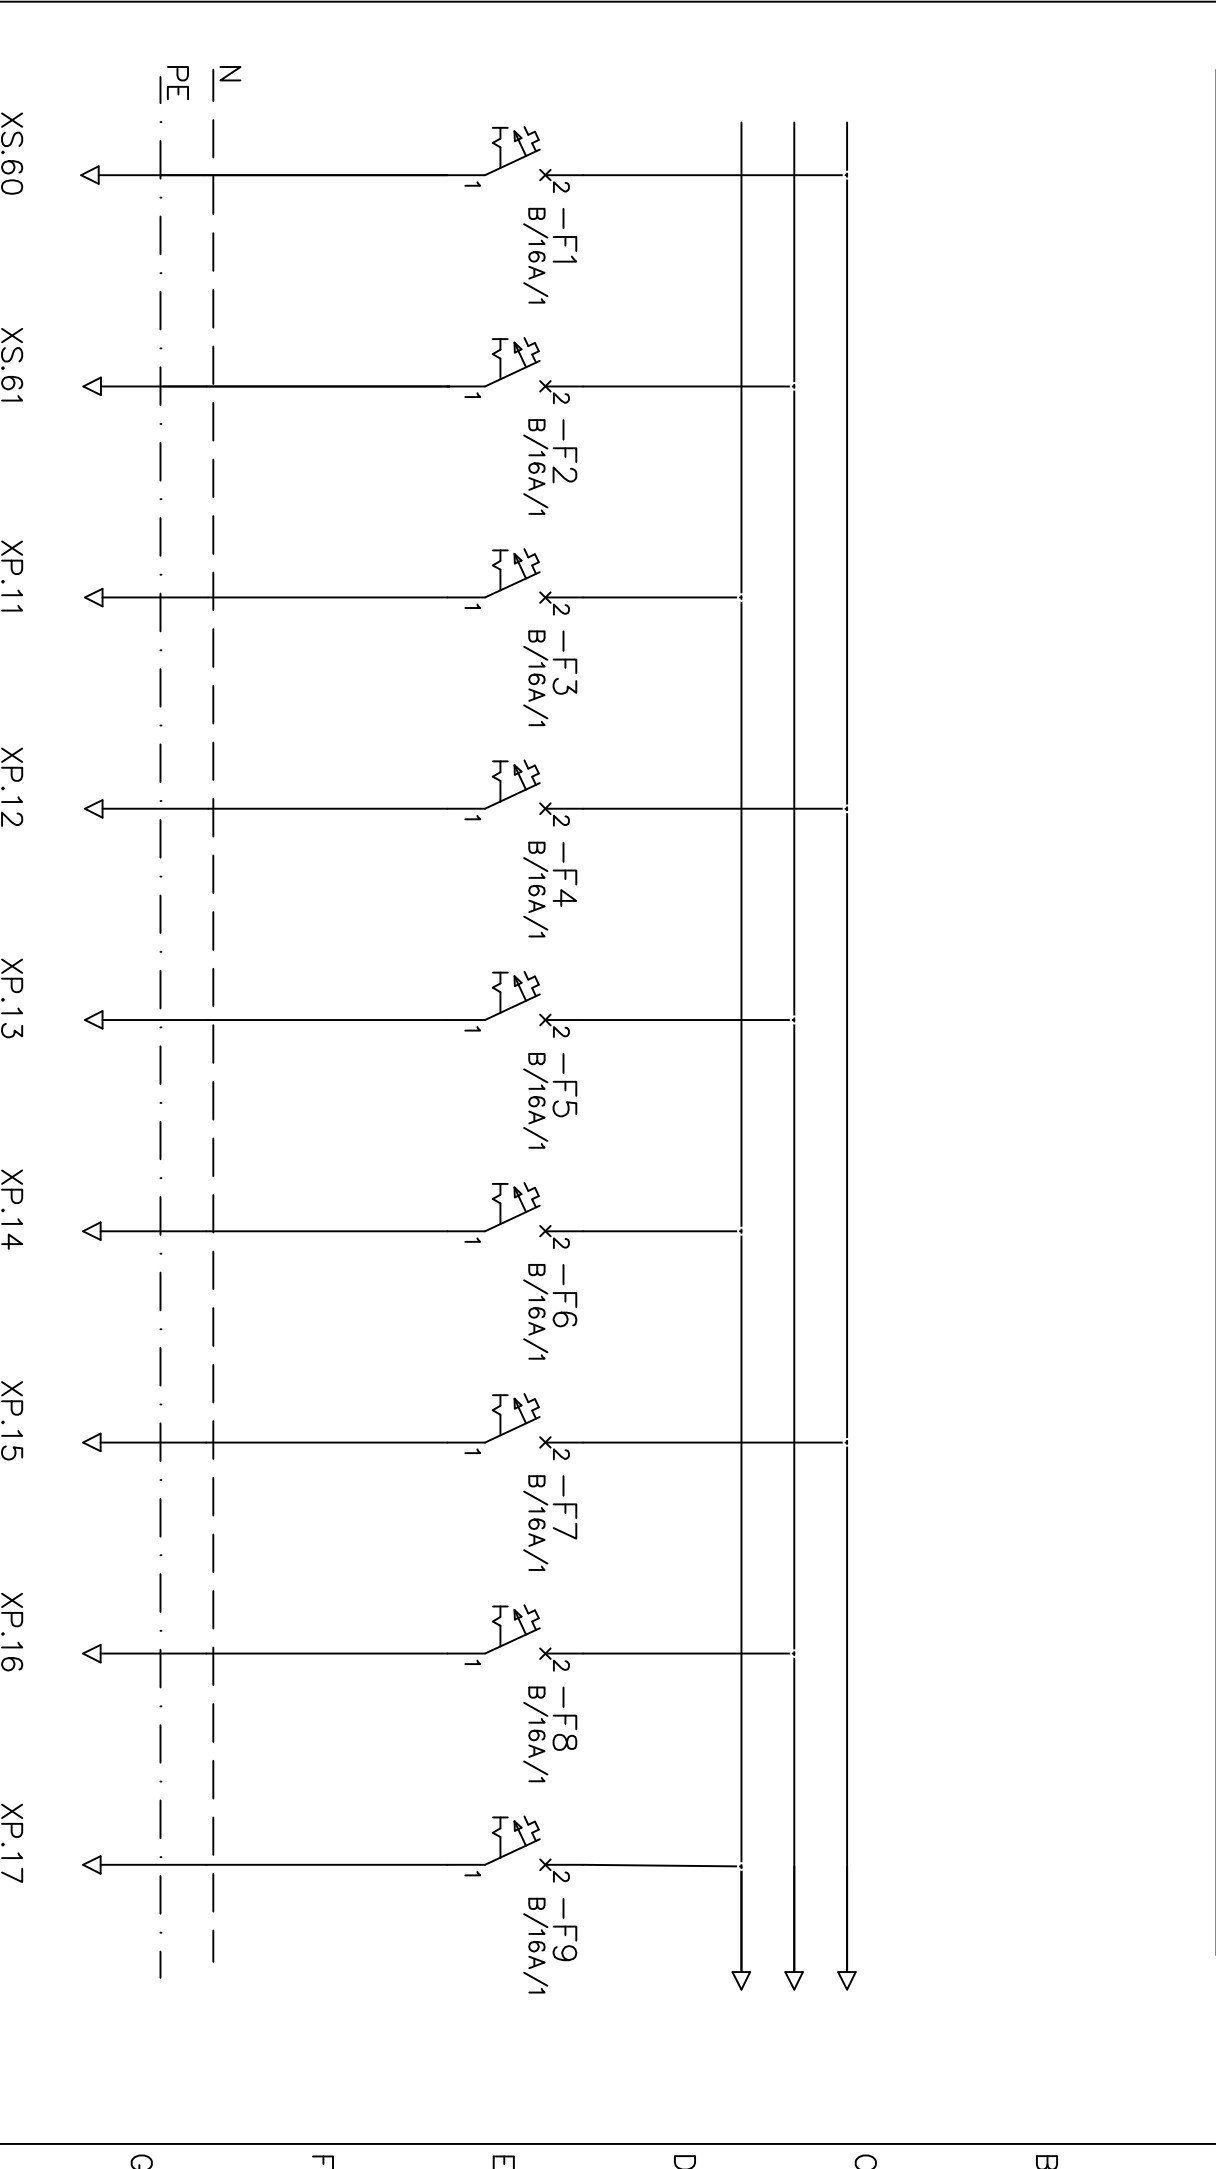 B
C
D
E
F
G
2
-F1
B/16A/1
1
2
-F2
B/16A/1
1
2
-F3
B/16A/1
1
2
-F4
B/16A/1
1
2
-F5
B/16A/1
1
2
-F6
B/16A/1
1
2
-F7
B/16A/1
1
2
-F8
B/16A/1
1
2
-F9
B/16A/1
1
N
PE
XS.60
XS.61
XP.11
XP.12
XP.13
XP.14
XP.15
XP.16
XP.17